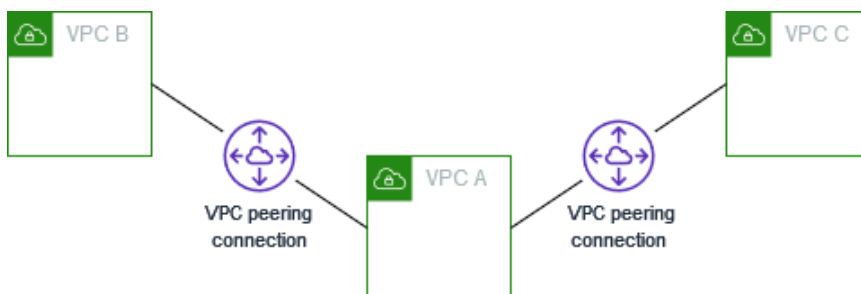 VPC B
VPC C
VPC A
VPC peering
connection
VPC peering
connection